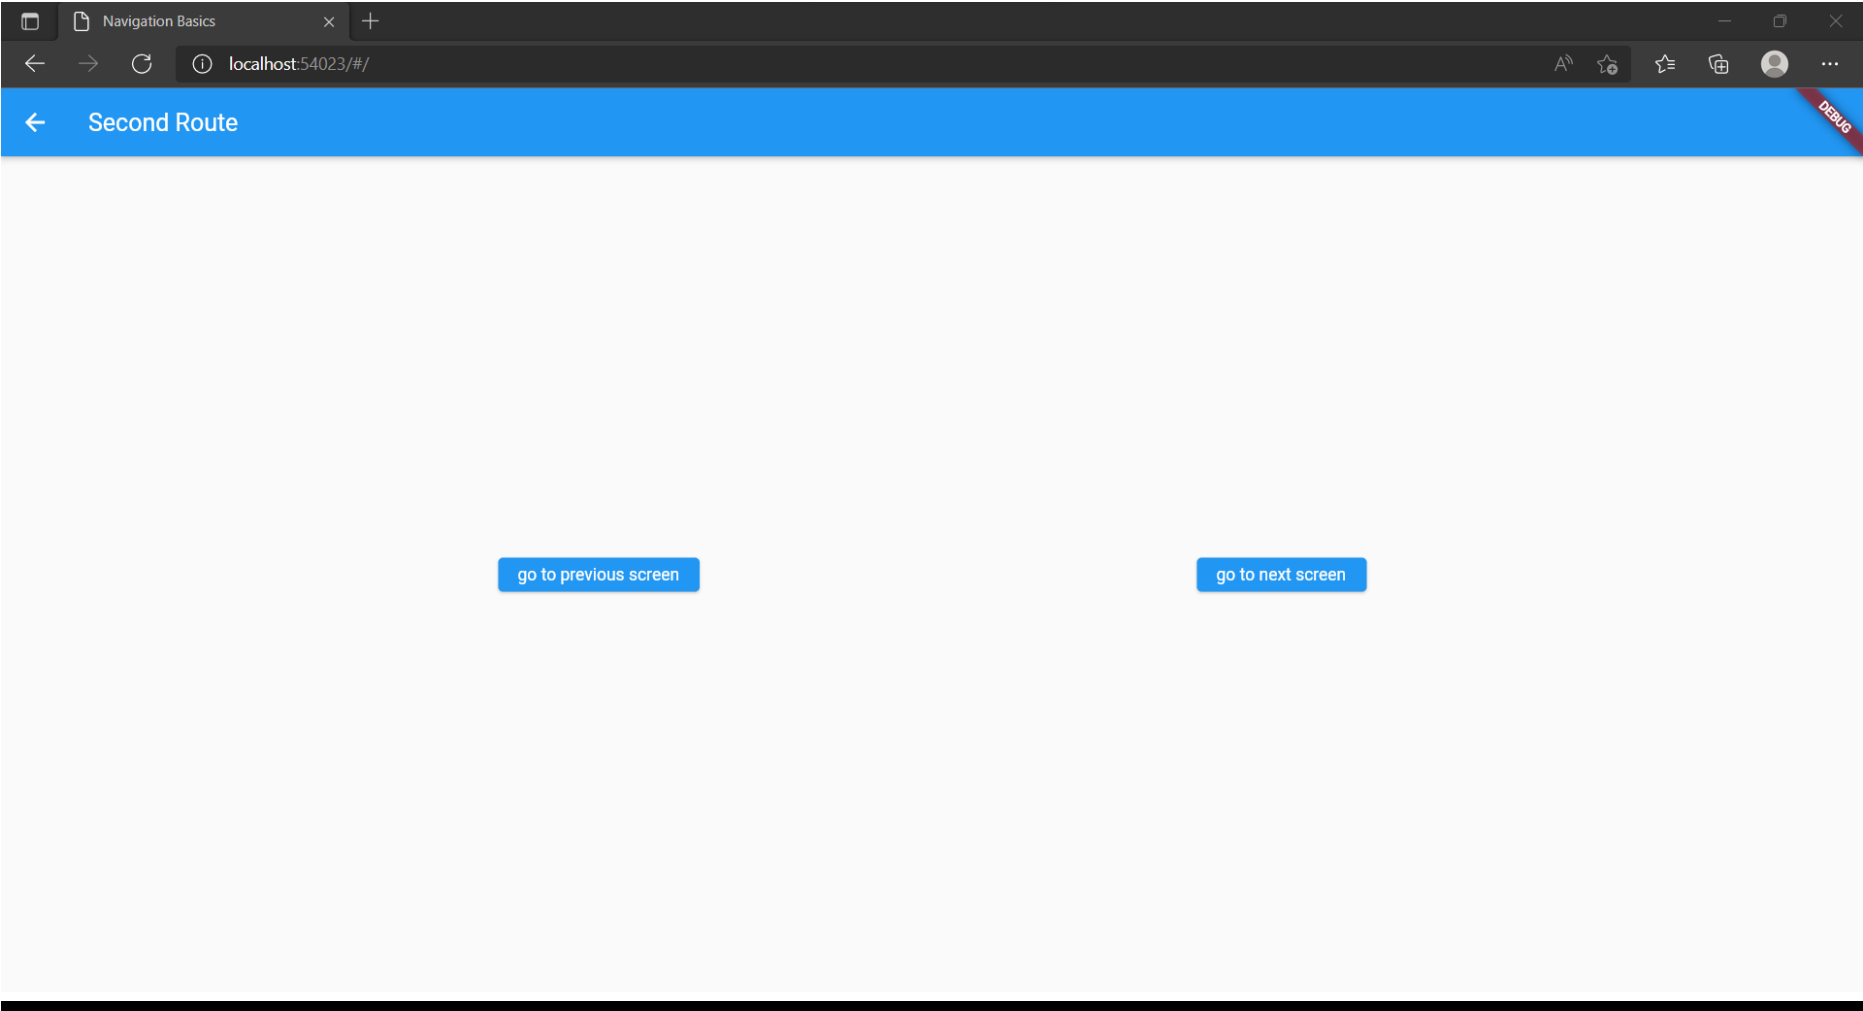 Navigation Basics
localhost:54023/#/
Second Route
DEBUG
go to previous screen
go to next screen